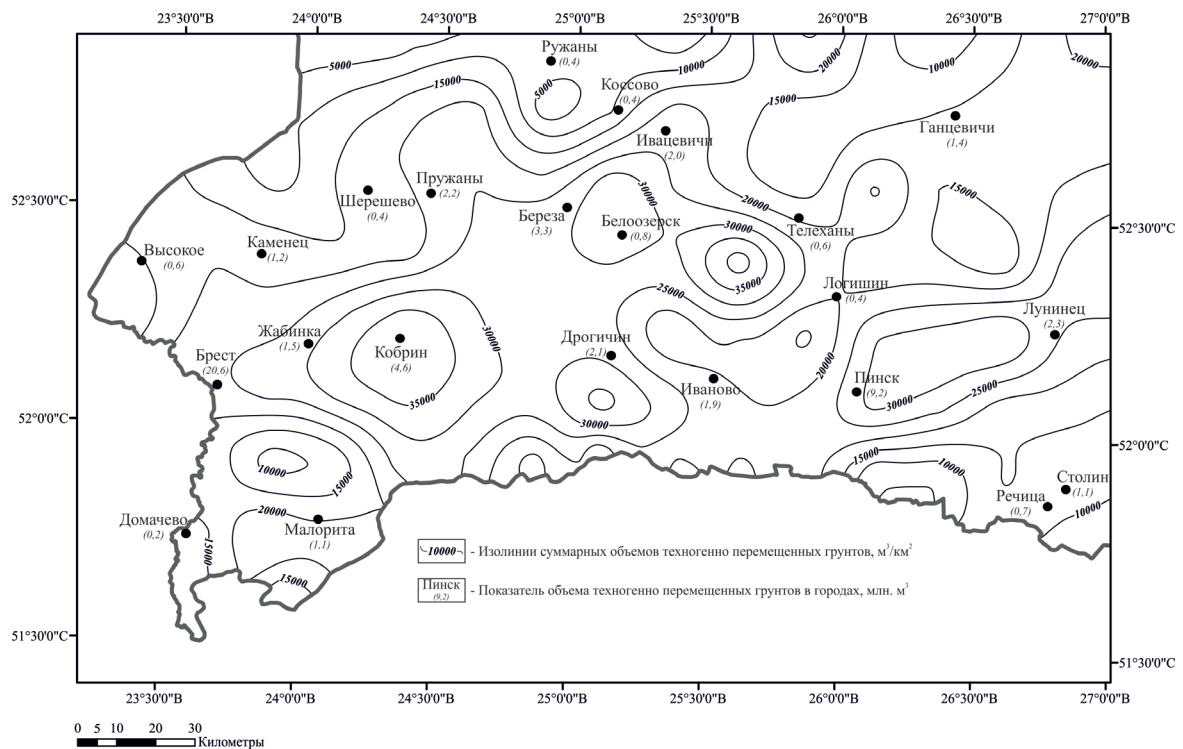 23°30'0"В 24°0'0"В 24°30'0"В 25°0'0"В 25°30'0"В 26°0'0"В 26°30'0"В 27°0'0"В
Ружаны
(0,4)
5000
10000
20000
10000
20000
15000
5000
Коссово
(0,4)
15000
Ганцевичи
(1,4)
Ивацевичи
(2,0)
52°30'0"С
Пружаны
(2,2)
Шерешево
(0,4)
30000
15000
Береза
(3,3)
Белоозерск
(0,8)
20000
Телеханы
(0,6)
52°30'0"С
Высокое
(0,6)
Каменец
(1,2)
30000
35000
Логишин
(0,4)
25000
Лунинец
(2,3)
Жабинка
(1,5)
30000
Кобрин
(4,6)
Дрогичин
(2,1)
Брест
(20,6)
20000
Пинск
(9,2)
Иваново
(1,9)
25000
35000
30000
30000
52°0'0"С
52°0'0"С
10000
15000
15000
10000
Столин
(1,1)
Речица
(0,7)
10000
20000
Домачево
(0,2)
Малорита
(1,1)
15000
15000
10000 - Изолинии суммарных объемов техногенно перемещенных грунтов, м³/км²
Пинск
(9,2)
- Показатель объема техногенно перемещенных грунтов в городах, млн. м³
51°30'0"С
51°30'0"С
23°30'0"В 24°0'0"В 24°30'0"В 25°0'0"В 25°30'0"В 26°0'0"В 26°30'0"В 27°0'0"В
0 5 10 20 30
Километры